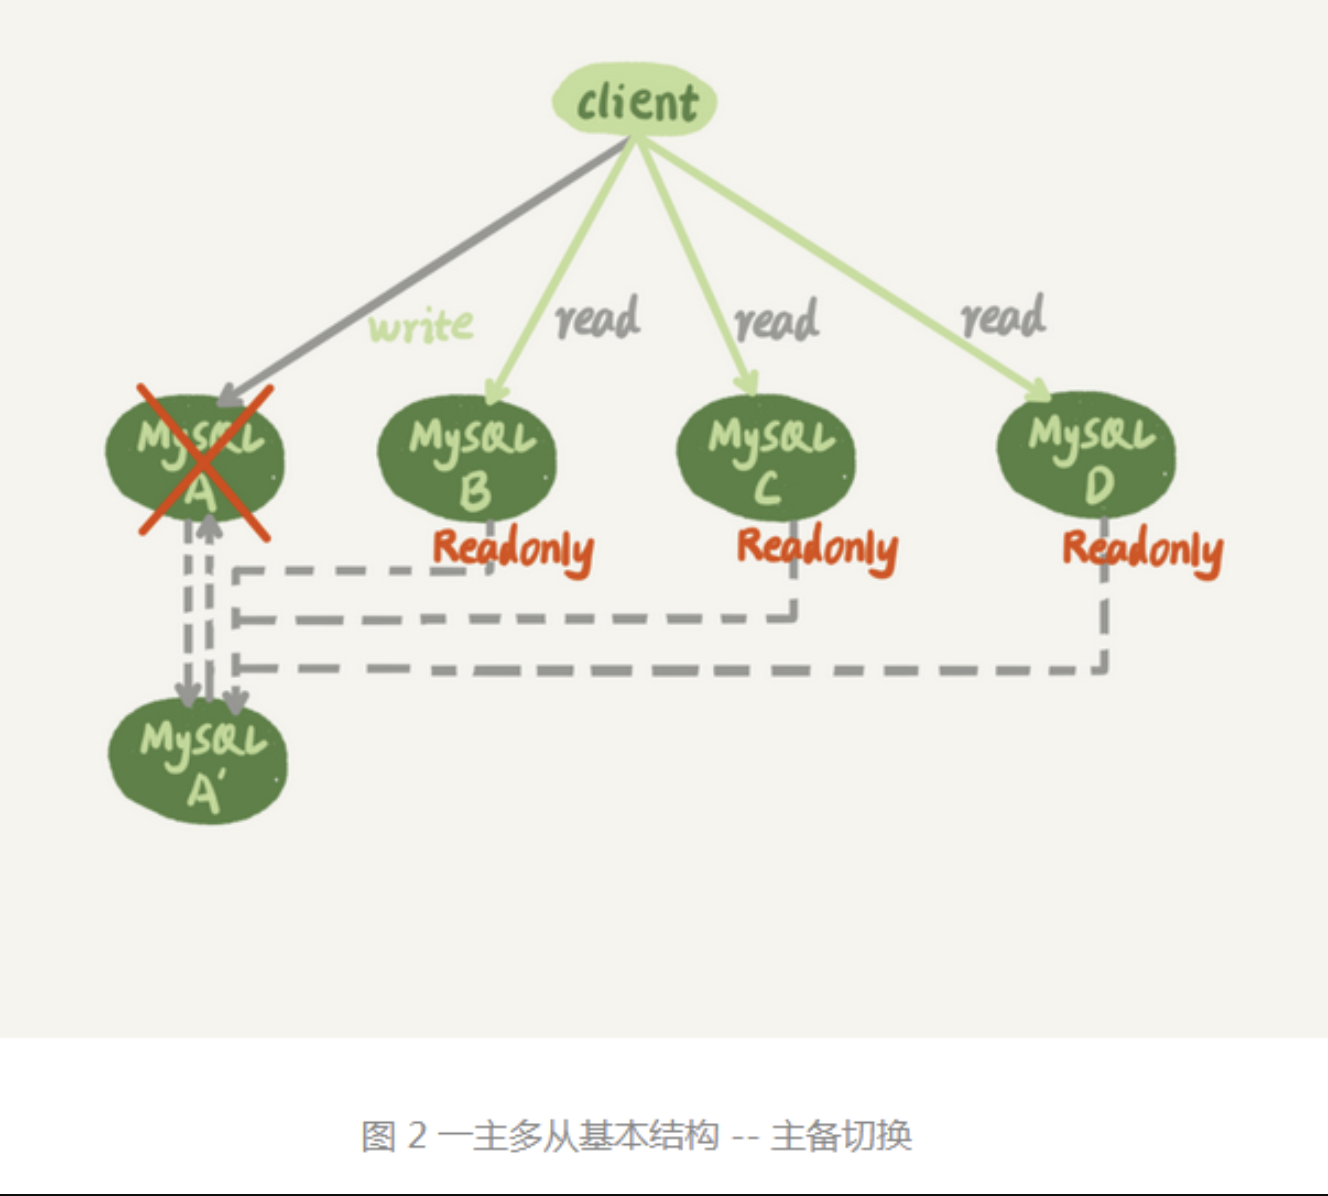 client
write
read
read
read
MySQL
A
MySQL
B
MySQL
C
MySQL
D
Readonly
Readonly
Readonly
MySQL
A'
图 2 一主多从基本结构 -- 主备切换